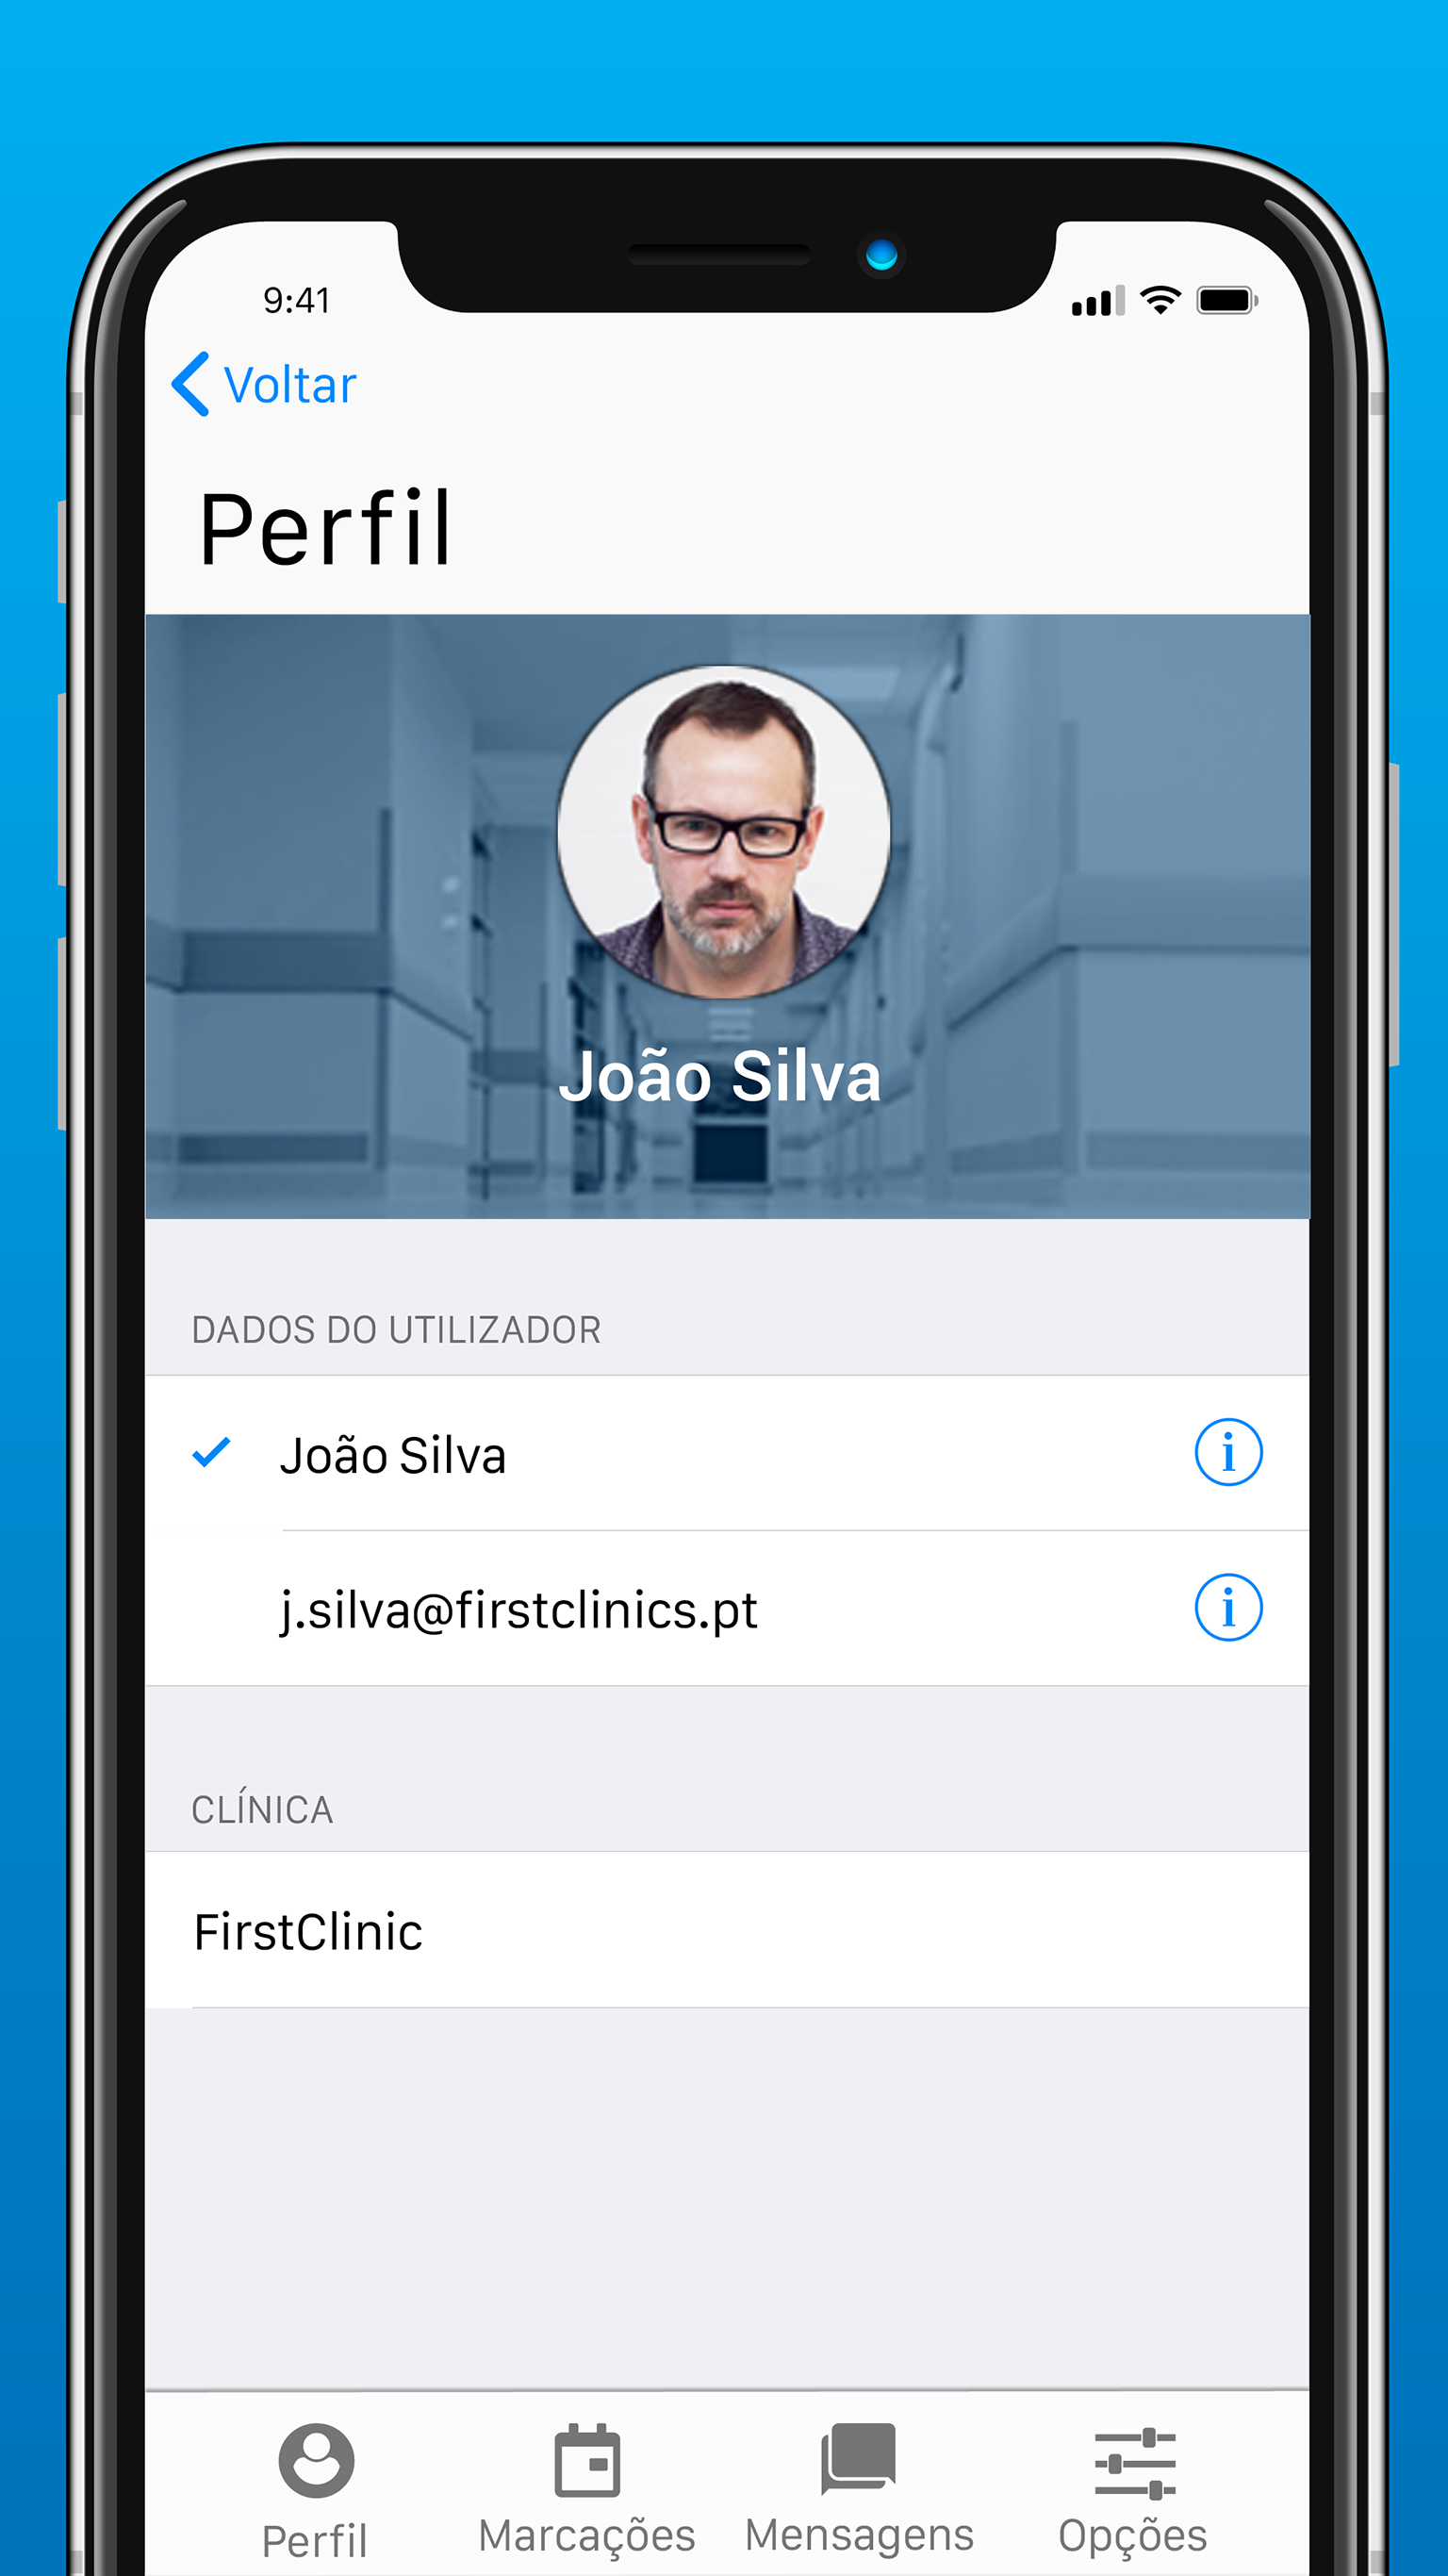 9:41
Voltar
Perfil
João Silva
DADOS DO UTILIZADOR
João Silva
j.silva@firstclinics.pt
CLÍNICA
FirstClinic
Perfil
Marcações
Mensagens
Opções